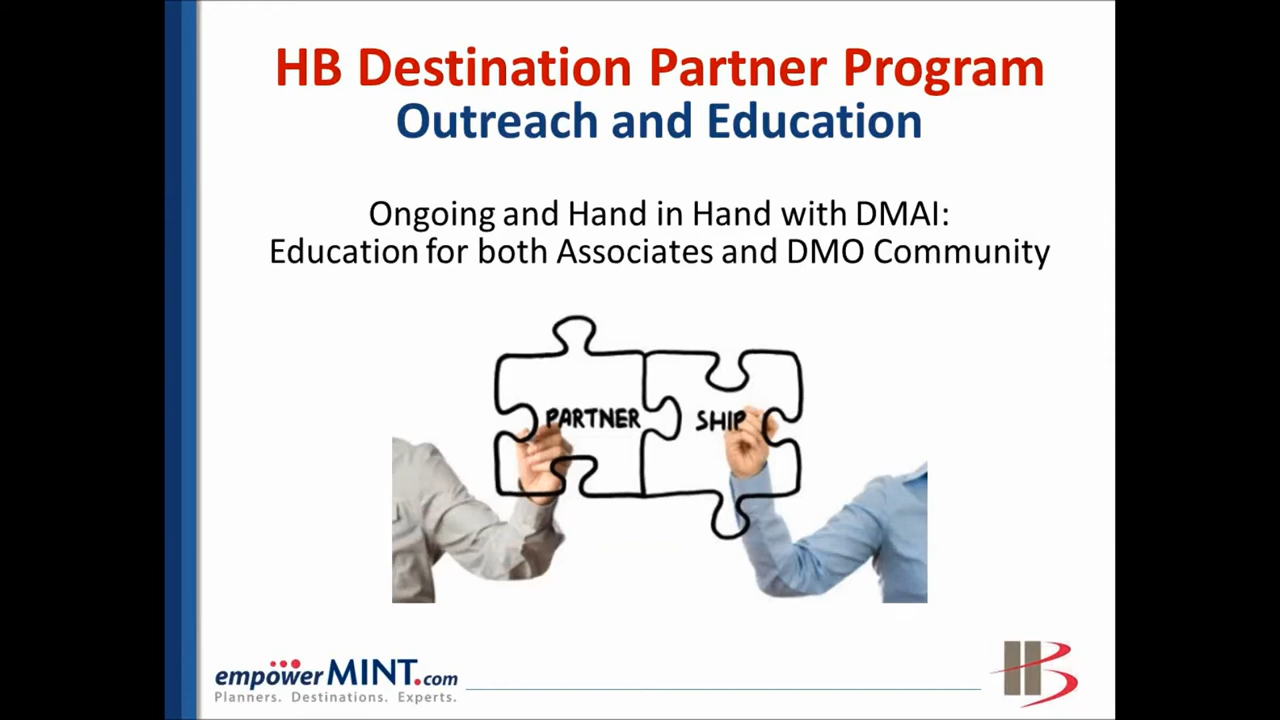 HB Destination Partner Program
Outreach and Education
Ongoing and Hand in Hand with DMAI:
Education for both Associates and DMO Community
PARTNER SHIP
empowerMINT.com
Planners. Destinations. Experts.
HB